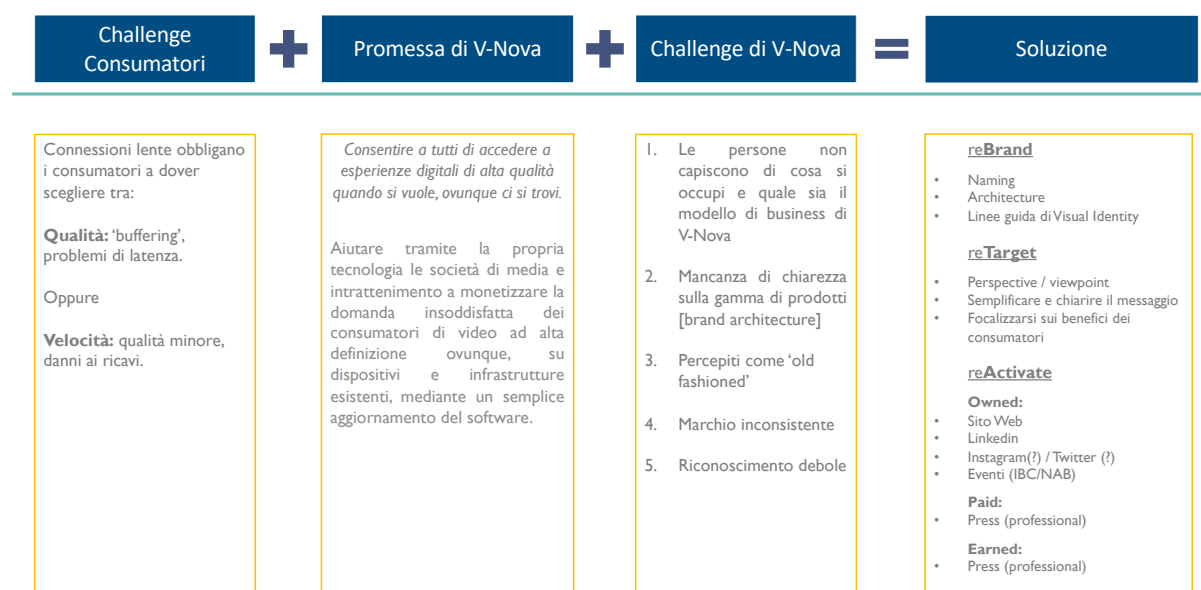 Challenge
Consumatori
Promessa di V-Nova
Challenge di V-Nova
Soluzione
Connessioni lente obbligano
i consumatori a dover
scegliere tra:
Qualità: ‘buffering’,
problemi di latenza.
Oppure
Velocità: qualità minore,
danni ai ricavi.
Consentire a tutti di accedere a
esperienze digitali di alta qualità
quando si vuole, ovunque ci si trovi.
Aiutare tramite la propria
tecnologia le società di media e
intrattenimento a monetizzare la
domanda insoddisfatta dei
consumatori di video ad alta
definizione ovunque, su
dispositivi e infrastrutture
esistenti, mediante un semplice
aggiornamento del software.
1. Le persone non
capiscono di cosa si
occupi e quale sia il
modello di business di
V-Nova
2. Mancanza di chiarezza
sulla gamma di prodotti
[brand architecture]
3. Percepiti come ‘old
fashioned’
4. Marchio inconsistente
5. Riconoscimento debole
reBrand
• Naming
• Architecture
• Linee guida di Visual Identity
reTarget
• Perspective / viewpoint
• Semplificare e chiarire il messaggio
• Focalizzarsi sui benefici dei
consumatori
reActivate
Owned:
• Sito Web
• Linkedin
• Instagram(?) / Twitter (?)
• Eventi (IBC/NAB)
Paid:
• Press (professional)
Earned:
• Press (professional)